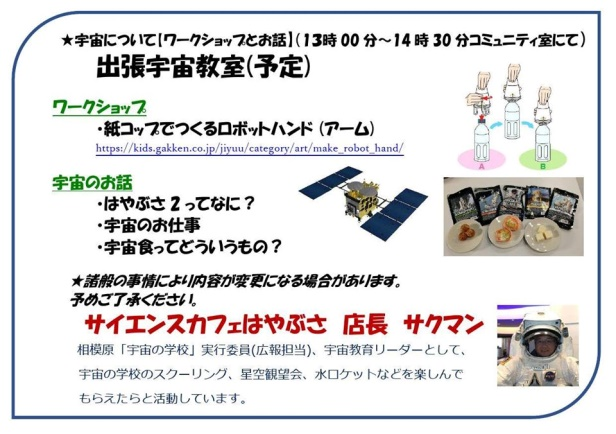 ★宇宙について【ワークショップとお話】(13時00分～14時30分コミュニティ室にて)
出張宇宙教室(予定)
ワークショップ
・紙コップでつくるロボットハンド(アーム)
https://kids.gakken.co.jp/jiyuu/category/art/make_robot_hand/
A
B
宇宙のお話
・はやぶさ2ってなに？
・宇宙のお仕事
・宇宙食ってどういうもの？
★諸般の事情により内容が変更になる場合があります。
予めご了承ください。
サイエンスカフェはやぶさ 店長 サクマン
相模原「宇宙の学校」実行委員(広報担当)、宇宙教育リーダーとして、
宇宙の学校のスクーリング、星空観望会、水ロケットなどを楽しんで
もらえたらと活動しています。